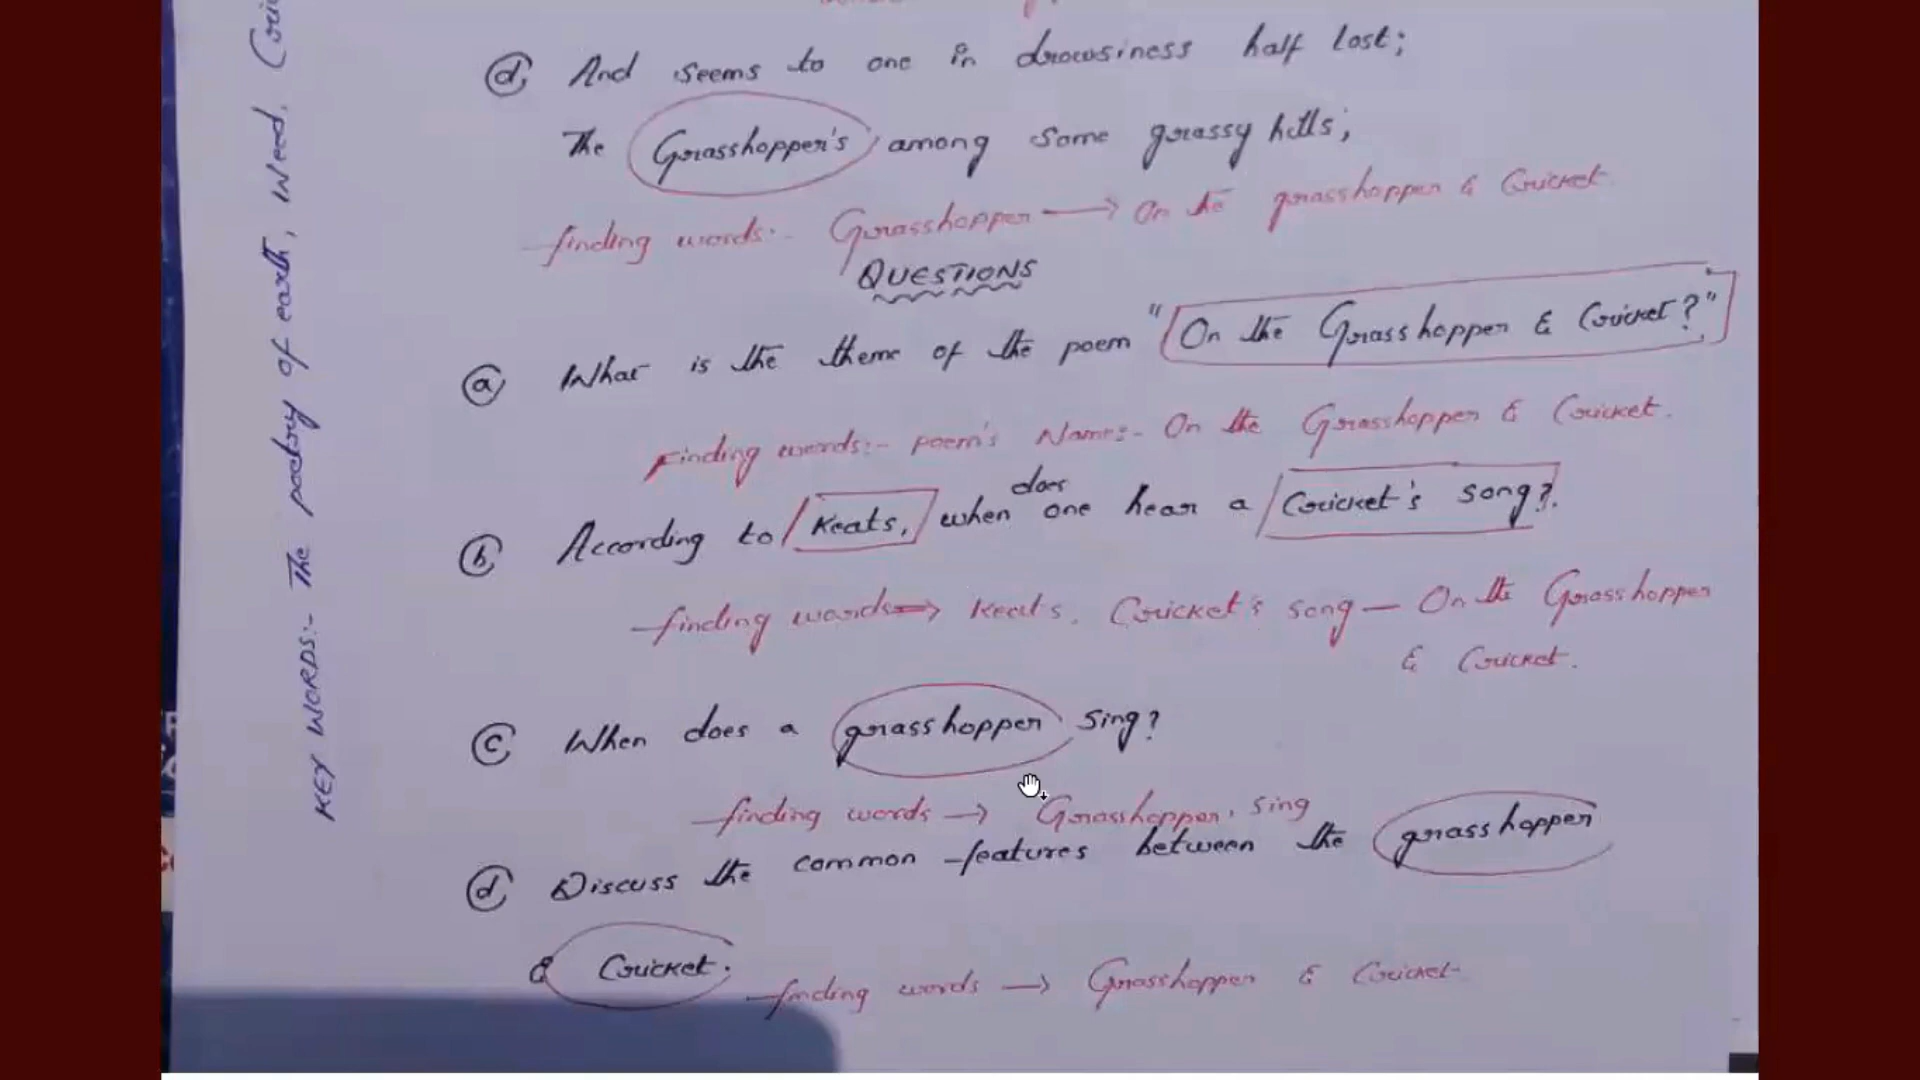 ⓓ And seems to one in drowsiness half lost;
The Grasshopper's among some grassy hills;
finding words:- Grasshopper → On the grasshopper & Cricket.
QUESTIONS
ⓐ What is the theme of the poem "On the Grasshopper & Cricket?"
Finding words:- poem's Name:- On the Grasshopper & Cricket.
does
ⓑ According to Keats, when one hear a Cricket's song?
finding words → Keats, Cricket's song — On the Grasshopper
& Cricket.
ⓒ When does a grasshopper sing?
finding words → Grasshopper, sing
ⓓ Discuss the common features between the grasshopper
& Cricket.
finding words → Grasshopper & Cricket
KEY WORDS:- The poetry of earth, Weed,